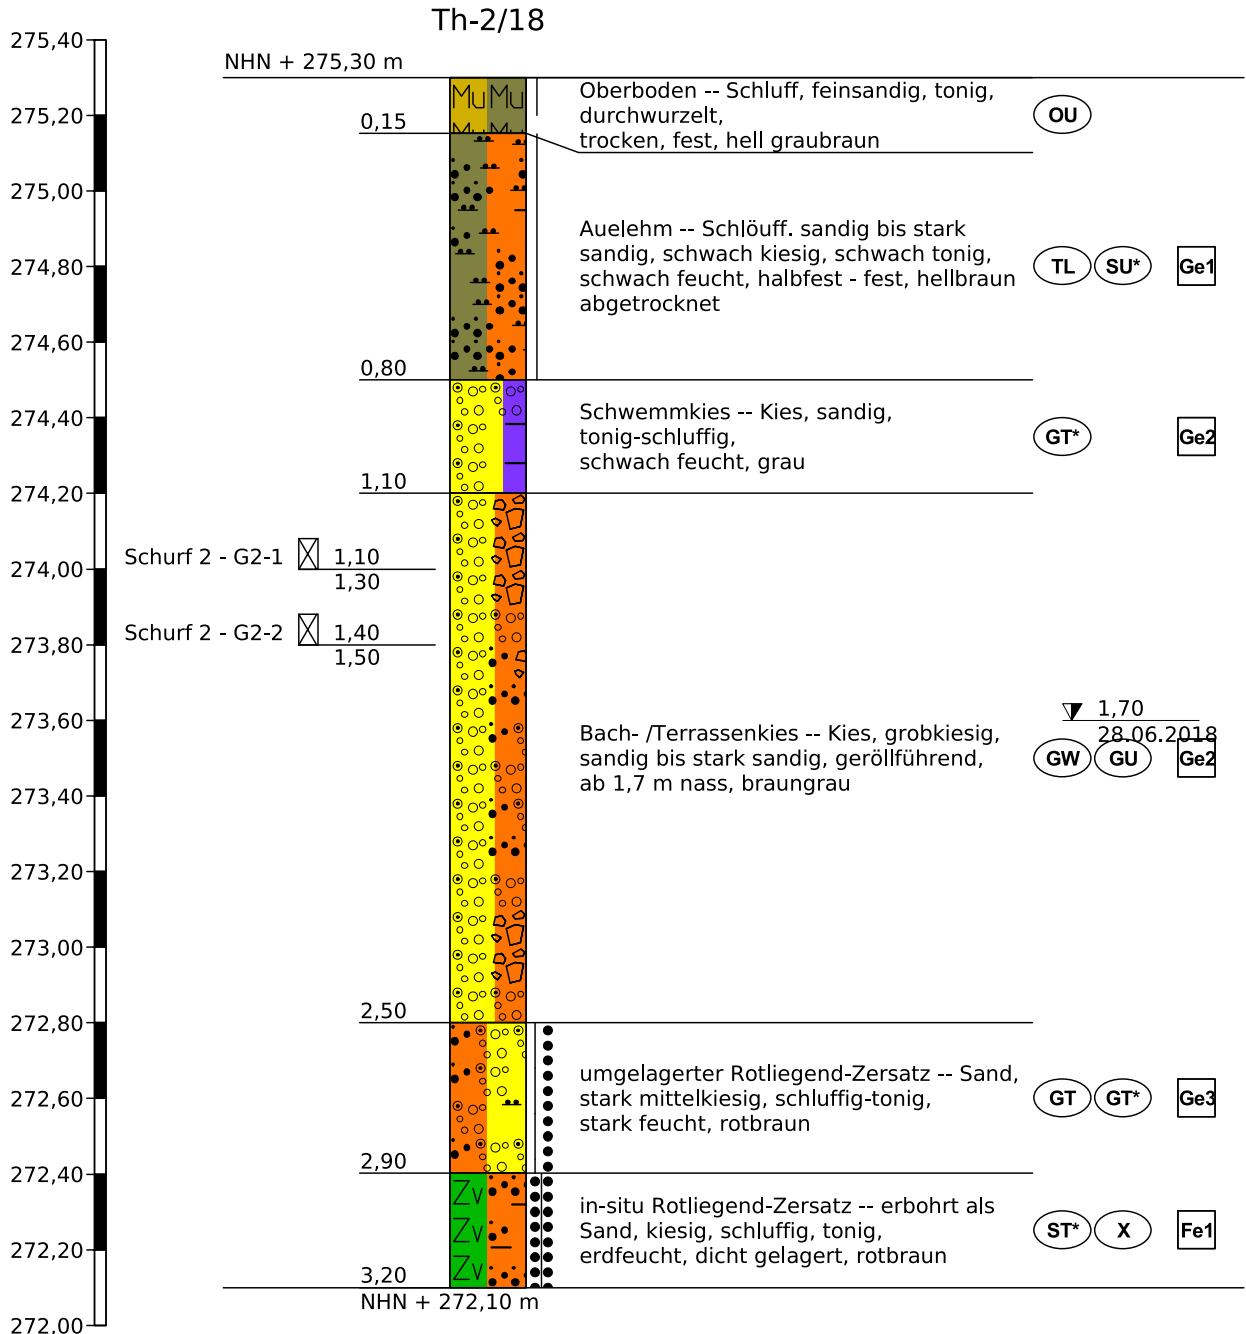 Th-2/18
275,40
275,20
275,00
274,80
274,60
274,40
274,20
274,00
273,80
273,60
273,40
273,20
273,00
272,80
272,60
272,40
272,20
272,00
NHN + 275,30 m
Mu Mu
0,15
Oberboden -- Schluff, feinsandig, tonig,
durchwurzelt,
trocken, fest, hell graubraun
OU
Auelehm -- Schlöuff. sandig bis stark
sandig, schwach kiesig, schwach tonig,
schwach feucht, halbfest - fest, hellbraun
abgetrocknet
TL SU* Ge1
0,80
Schwemmkies -- Kies, sandig,
tonig-schluffig,
schwach feucht, grau
GT* Ge2
1,10
Schurf 2 - G2-1 1,10
1,30
Schurf 2 - G2-2 1,40
1,50
Bach- /Terrassenkies -- Kies, grobkiesig,
sandig bis stark sandig, geröllführend,
ab 1,7 m nass, braungrau
1,70
28.06.2018
GW GU Ge2
2,50
umgelagerter Rotliegend-Zersatz -- Sand,
stark mittelkiesig, schluffig-tonig,
stark feucht, rotbraun
GT GT* Ge3
2,90
Zv
Zv
Zv
in-situ Rotliegend-Zersatz -- erbohrt als
Sand, kiesig, schluffig, tonig,
erdfeucht, dicht gelagert, rotbraun
ST* X Fe1
3,20
NHN + 272,10 m